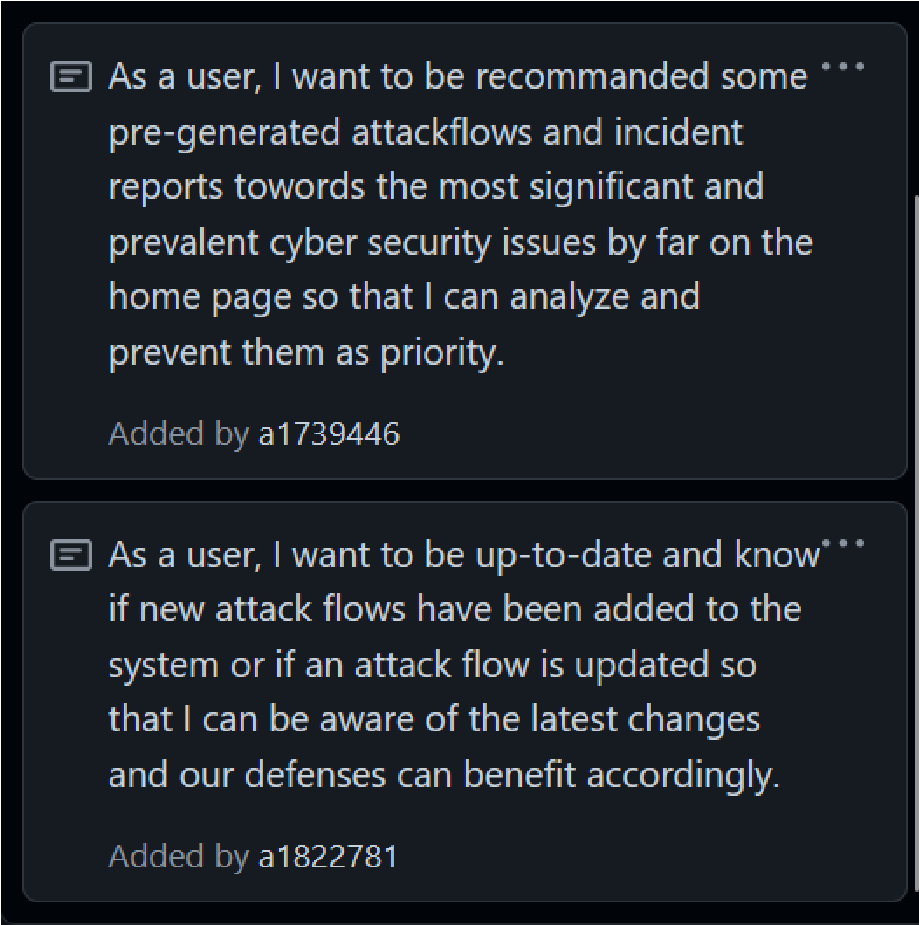 As a user, I want to be recommanded some
pre-generated attackflows and incident
reports towords the most significant and
prevalent cyber security issues by far on the
home page so that I can analyze and
prevent them as priority.
Added by a1739446
As a user, I want to be up-to-date and know
if new attack flows have been added to the
system or if an attack flow is updated so
that I can be aware of the latest changes
and our defenses can benefit accordingly.
Added by a1822781